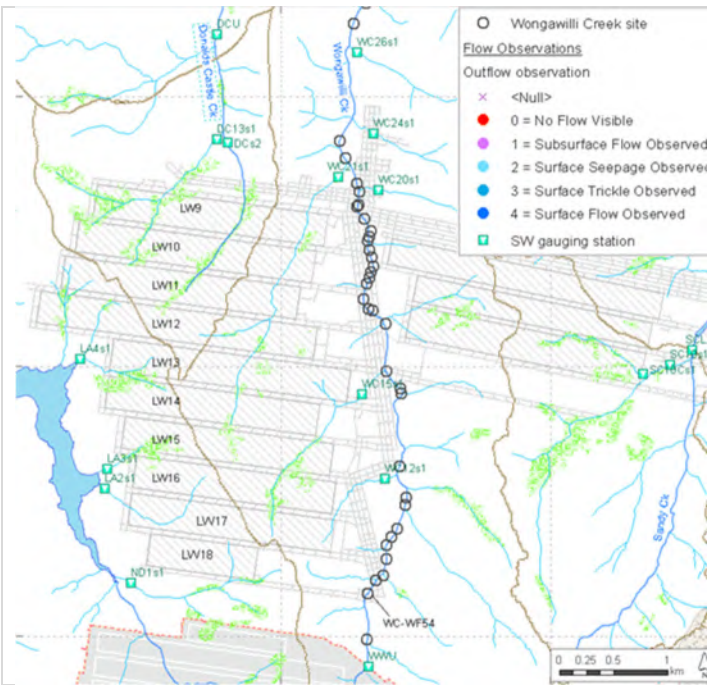 Wongawilli Creek site
Flow Observations
Outflow observation
<Null>
0 = No Flow Visible
1 = Subsurface Flow Observed
2 = Surface Seepage Observed
3 = Surface Trickle Observed
4 = Surface Flow Observed
SW gauging station
DCU
Donalds Castle Ck
Wongawilli Ck
WC26s1
DC13s1
DCs2
WC24s1
WC21s1
WC20s1
LW9
LW10
LW11
LW12
LW13
LA4s1
LW14
WC15s1
LW15
LA3s1
LW16
LA2s1
LW17
LW18
ND1s1
WC-WF54
WWU
Sandy Ck
0 0.25 0.5 1
km
N